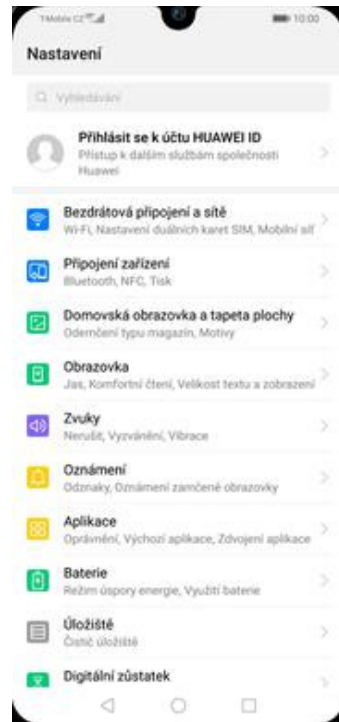 T-Mobile CZ
10:00
Nastavení
Vyhledávání
Přihlásit se k účtu HUAWEI ID
Přístup k dalším službám společnosti
Huawei
Bezdrátová připojení a sítě
Wi-Fi, Nastavení duálních karet SIM, Mobilní síť
Připojení zařízení
Bluetooth, NFC, Tisk
Domovská obrazovka a tapeta plochy
Odemčení typu magazín, Motivy
Obrazovka
Jas, Komfortní čtení, Velikost textu a zobrazení
Zvuky
Nerušit, Vyzvánění, Vibrace
Oznámení
Odznaky, Oznámení zamčené obrazovky
Aplikace
Oprávnění, Výchozí aplikace, Zdvojení aplikace
Baterie
Režim úspory energie, Využití baterie
Úložiště
Čistič úložiště
Digitální zůstatek